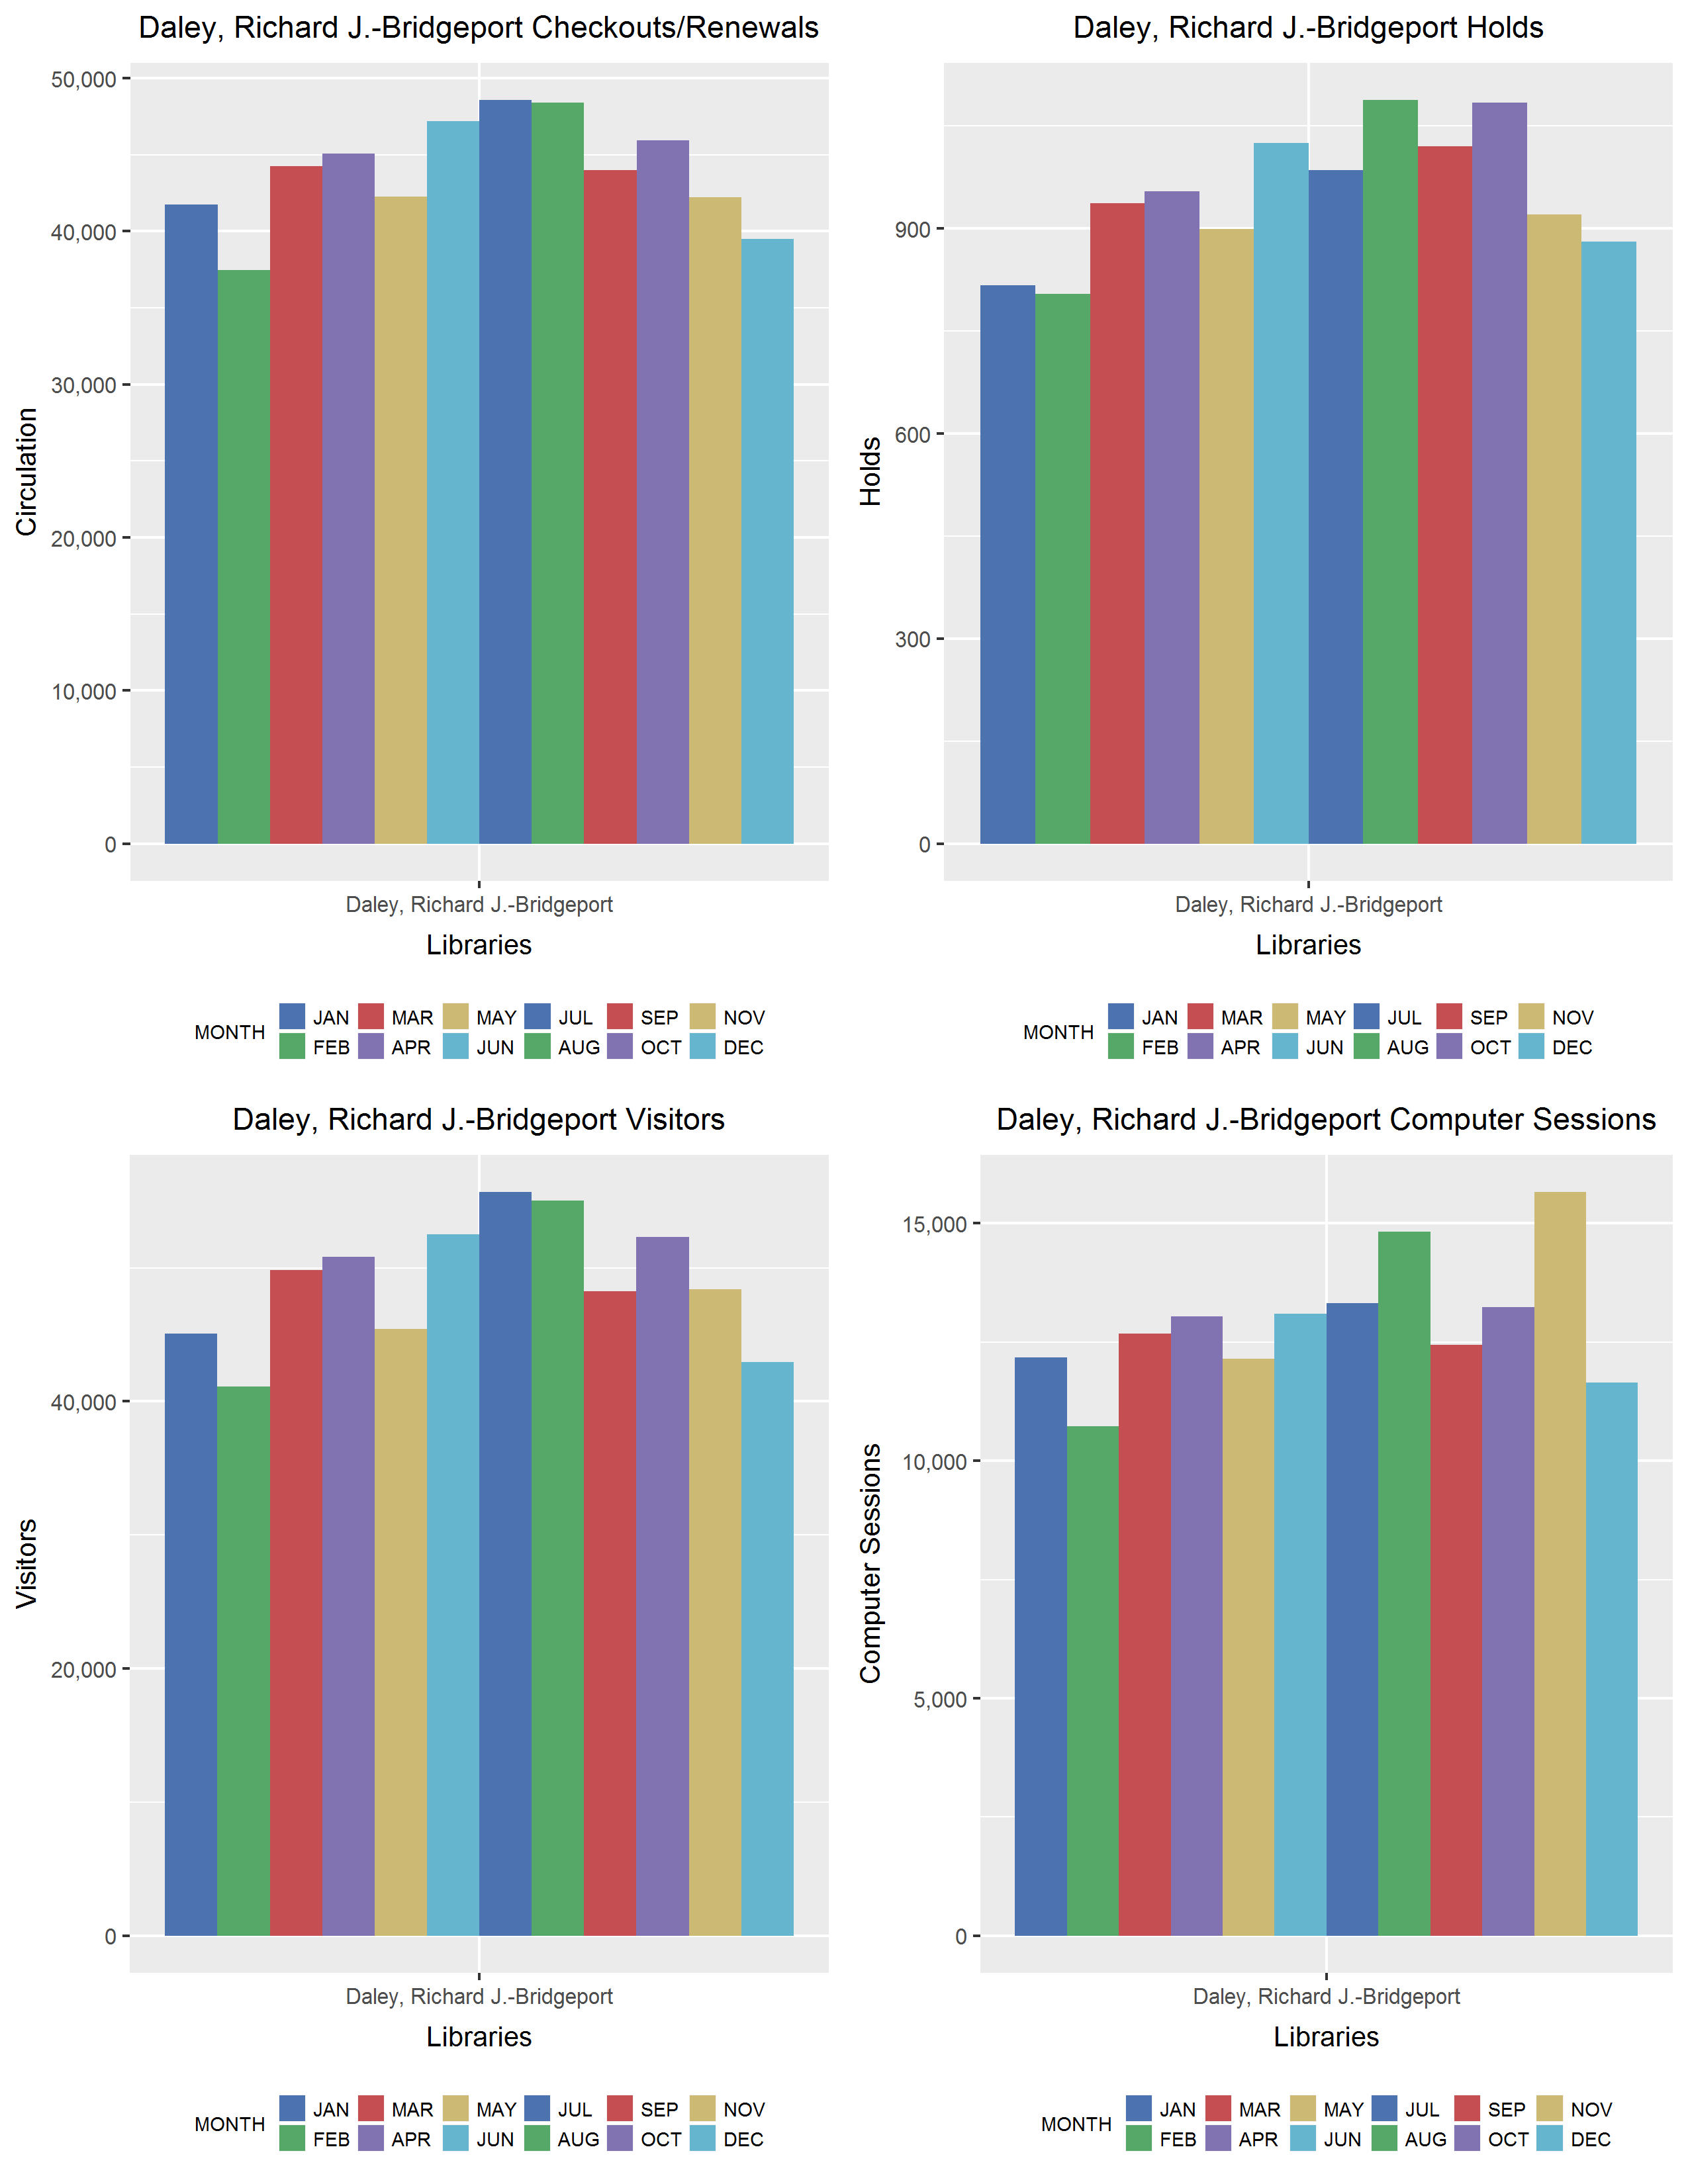 Daley, Richard J.-Bridgeport Checkouts/Renewals
50,000
40,000
30,000
20,000
10,000
0
Circulation
Daley, Richard J.-Bridgeport
Libraries
MONTH
JAN MAR MAY JUL SEP NOV
FEB APR JUN AUG OCT DEC
Daley, Richard J.-Bridgeport Holds
900
600
300
0
Holds
Daley, Richard J.-Bridgeport
Libraries
MONTH
JAN MAR MAY JUL SEP NOV
FEB APR JUN AUG OCT DEC
Daley, Richard J.-Bridgeport Visitors
40,000
20,000
0
Visitors
Daley, Richard J.-Bridgeport
Libraries
MONTH
JAN MAR MAY JUL SEP NOV
FEB APR JUN AUG OCT DEC
Daley, Richard J.-Bridgeport Computer Sessions
15,000
10,000
5,000
0
Computer Sessions
Daley, Richard J.-Bridgeport
Libraries
MONTH
JAN MAR MAY JUL SEP NOV
FEB APR JUN AUG OCT DEC